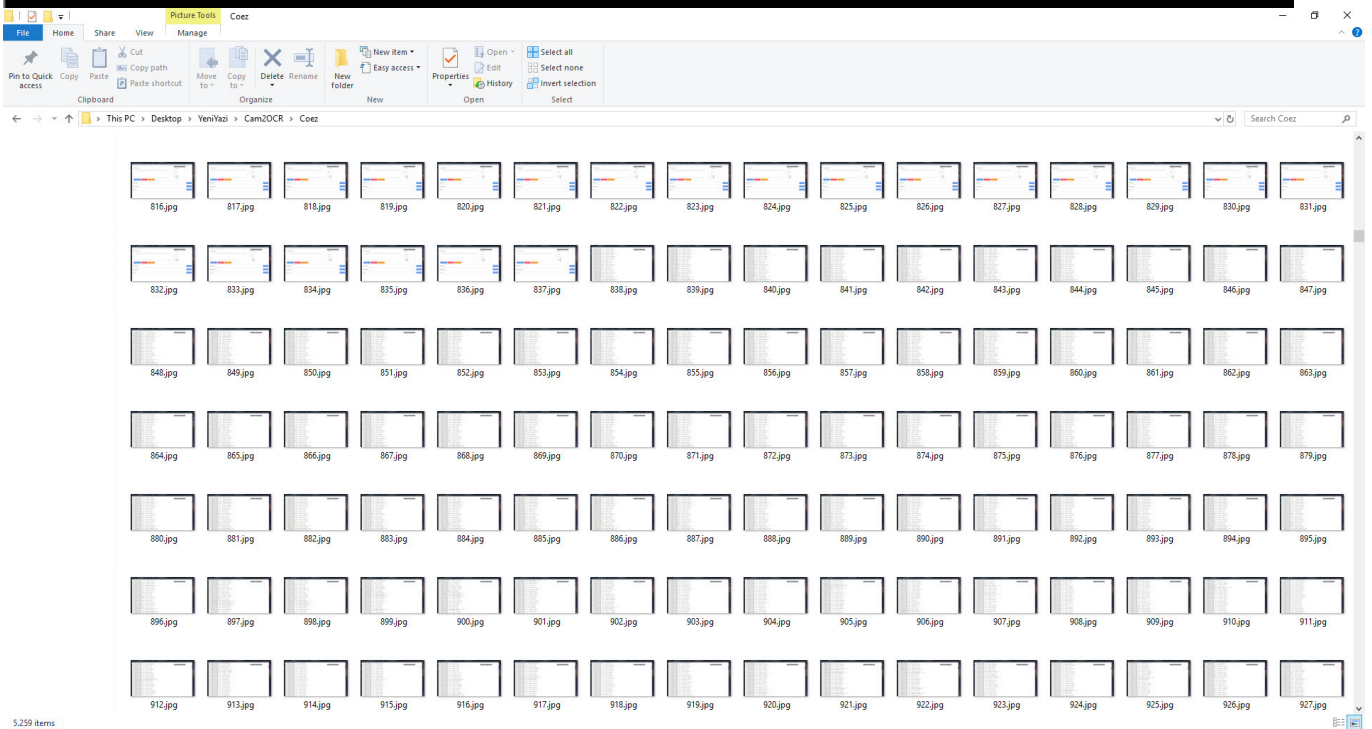 Picture Tools Coez
File Home Share View Manage
Pin to Quick access
Copy
Paste
Cut
Copy path
Paste shortcut
Clipboard
Move to
Copy to
Delete
Rename
Organize
New folder
New item
Easy access
New
Properties
Open
Edit
History
Open
Select all
Select none
Invert selection
Select
This PC > Desktop > YeniYazi > Cam2OCR > Coez
Search Coez
816.jpg 817.jpg 818.jpg 819.jpg 820.jpg 821.jpg 822.jpg 823.jpg 824.jpg 825.jpg 826.jpg 827.jpg 828.jpg 829.jpg 830.jpg 831.jpg
832.jpg 833.jpg 834.jpg 835.jpg 836.jpg 837.jpg 838.jpg 839.jpg 840.jpg 841.jpg 842.jpg 843.jpg 844.jpg 845.jpg 846.jpg 847.jpg
848.jpg 849.jpg 850.jpg 851.jpg 852.jpg 853.jpg 854.jpg 855.jpg 856.jpg 857.jpg 858.jpg 859.jpg 860.jpg 861.jpg 862.jpg 863.jpg
864.jpg 865.jpg 866.jpg 867.jpg 868.jpg 869.jpg 870.jpg 871.jpg 872.jpg 873.jpg 874.jpg 875.jpg 876.jpg 877.jpg 878.jpg 879.jpg
880.jpg 881.jpg 882.jpg 883.jpg 884.jpg 885.jpg 886.jpg 887.jpg 888.jpg 889.jpg 890.jpg 891.jpg 892.jpg 893.jpg 894.jpg 895.jpg
896.jpg 897.jpg 898.jpg 899.jpg 900.jpg 901.jpg 902.jpg 903.jpg 904.jpg 905.jpg 906.jpg 907.jpg 908.jpg 909.jpg 910.jpg 911.jpg
912.jpg 913.jpg 914.jpg 915.jpg 916.jpg 917.jpg 918.jpg 919.jpg 920.jpg 921.jpg 922.jpg 923.jpg 924.jpg 925.jpg 926.jpg 927.jpg
5.259 items